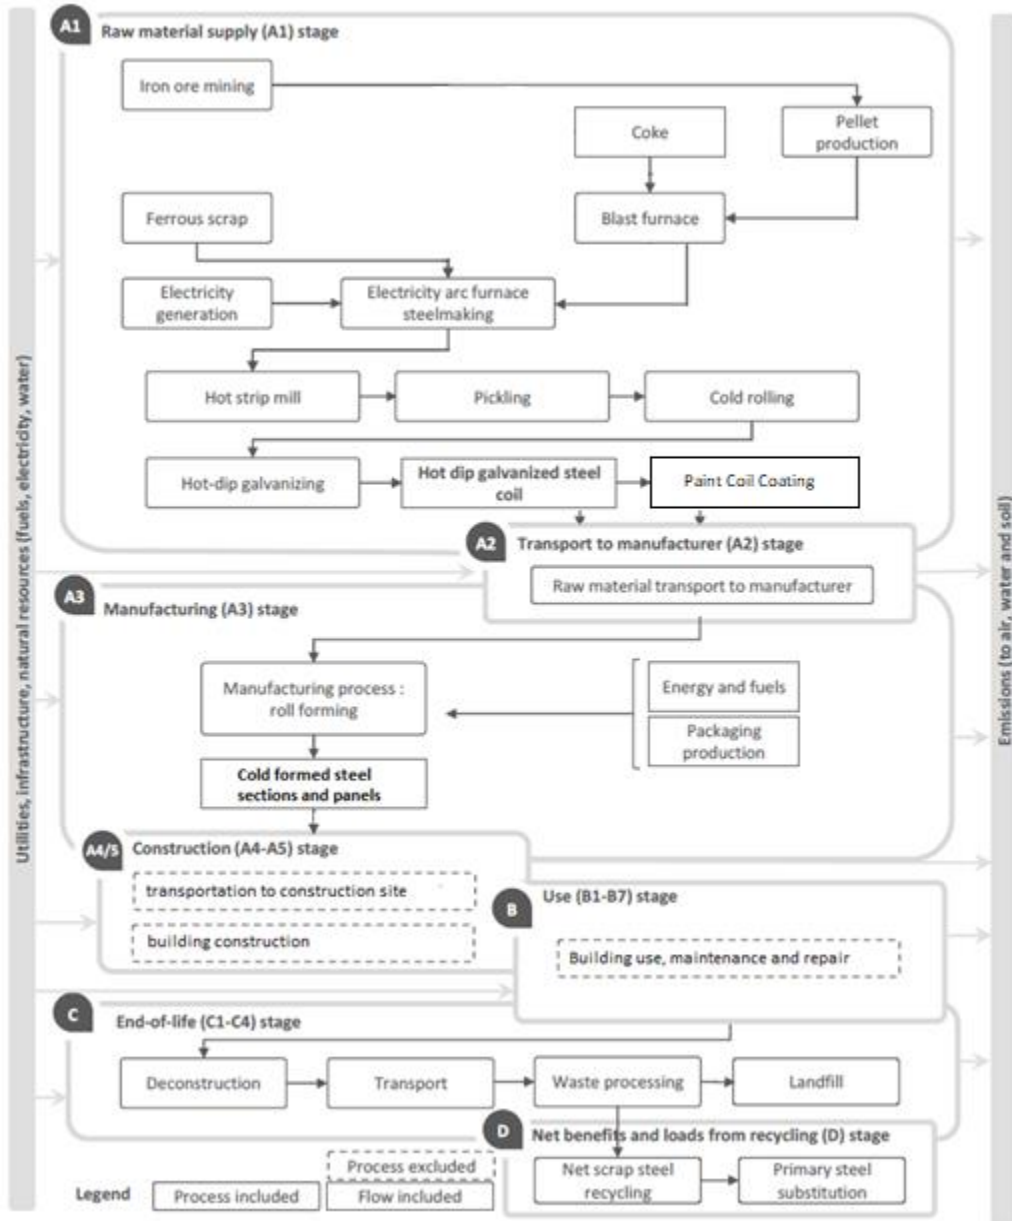 A1
Raw material supply (A1) stage
Iron ore mining
Coke
Pellet
production
Ferrous scrap
Blast furnace
Electricity
generation
Electricity arc furnace
steelmaking
Hot strip mill
Pickling
Cold rolling
Hot-dip galvanizing
Hot dip galvanized steel
coil
Paint Coil Coating
A2
Transport to manufacturer (A2) stage
Raw material transport to manufacturer
A3
Manufacturing (A3) stage
Manufacturing process :
roll forming
Energy and fuels
Packaging
production
Cold formed steel
sections and panels
A4/5
Construction (A4-A5) stage
transportation to construction site
building construction
B
Use (B1-B7) stage
Building use, maintenance and repair
C
End-of-life (C1-C4) stage
Deconstruction
Transport
Waste processing
Landfill
D
Net benefits and loads from recycling (D) stage
Net scrap steel
recycling
Primary steel
substitution
Legend
Process excluded
Process included
Flow included
Utilities, infrastructure, natural resources (fuels, electricity, water)
Emissions (to air, water and soil)